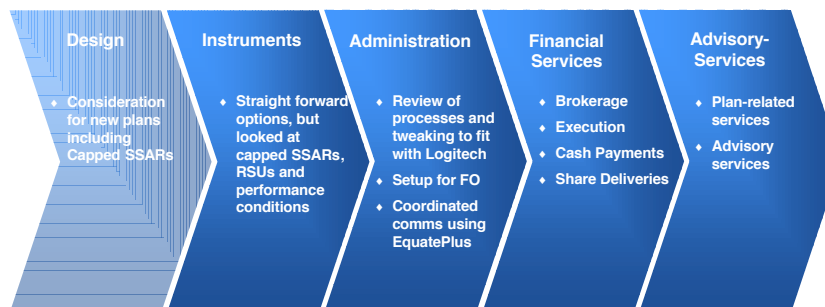 Design
Consideration
for new plans
including
Capped SSARs
Instruments
Straight forward
options, but
looked at
capped SSARs,
RSUs and
performance
conditions
Administration
Review of
processes and
tweaking to fit
with Logitech
Setup for FO
Coordinated
comms using
EquatePlus
Financial
Services
Brokerage
Execution
Cash Payments
Share Deliveries
Advisory-
Services
Plan-related
services
Advisory
services